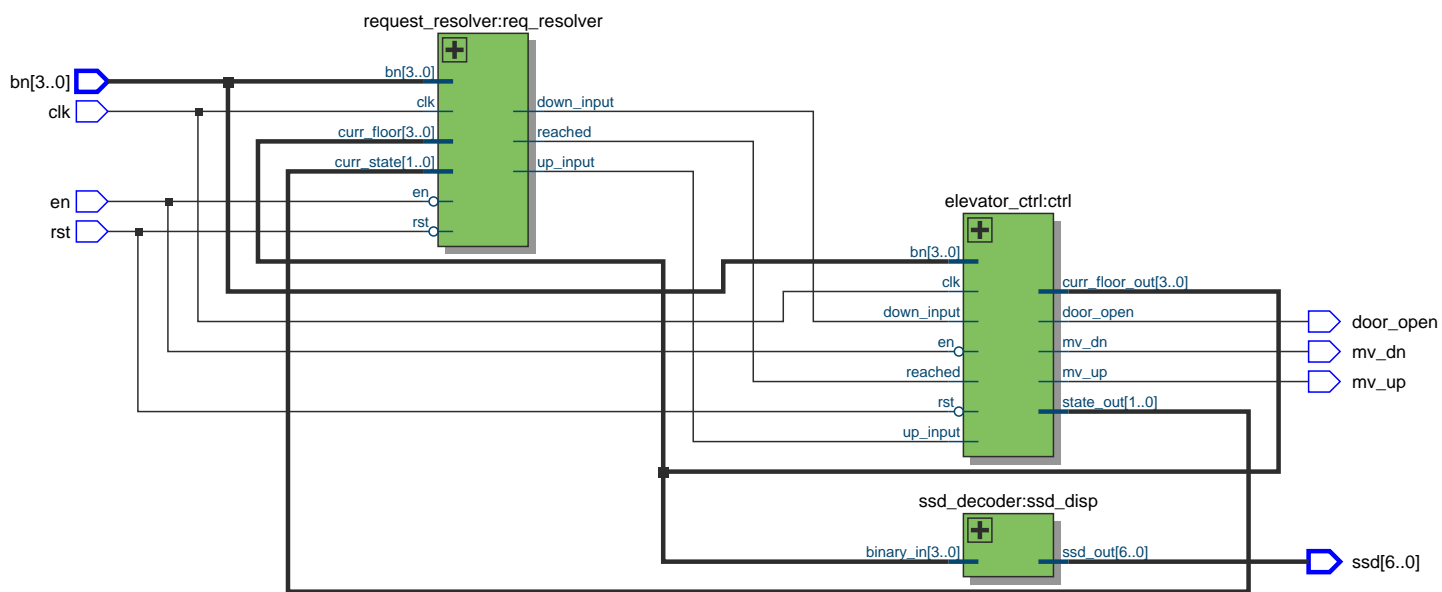 request_resolver:req_resolver
bn[3..0]
clk
en
rst
bn[3..0]
clk
curr_floor[3..0]
curr_state[1..0]
en
rst
down_input
reached
up_input
elevator_ctrl:ctrl
bn[3..0]
clk
down_input
en
reached
rst
up_input
curr_floor_out[3..0]
door_open
mv_dn
mv_up
state_out[1..0]
door_open
mv_dn
mv_up
ssd_decoder:ssd_disp
binary_in[3..0]
ssd_out[6..0]
ssd[6..0]